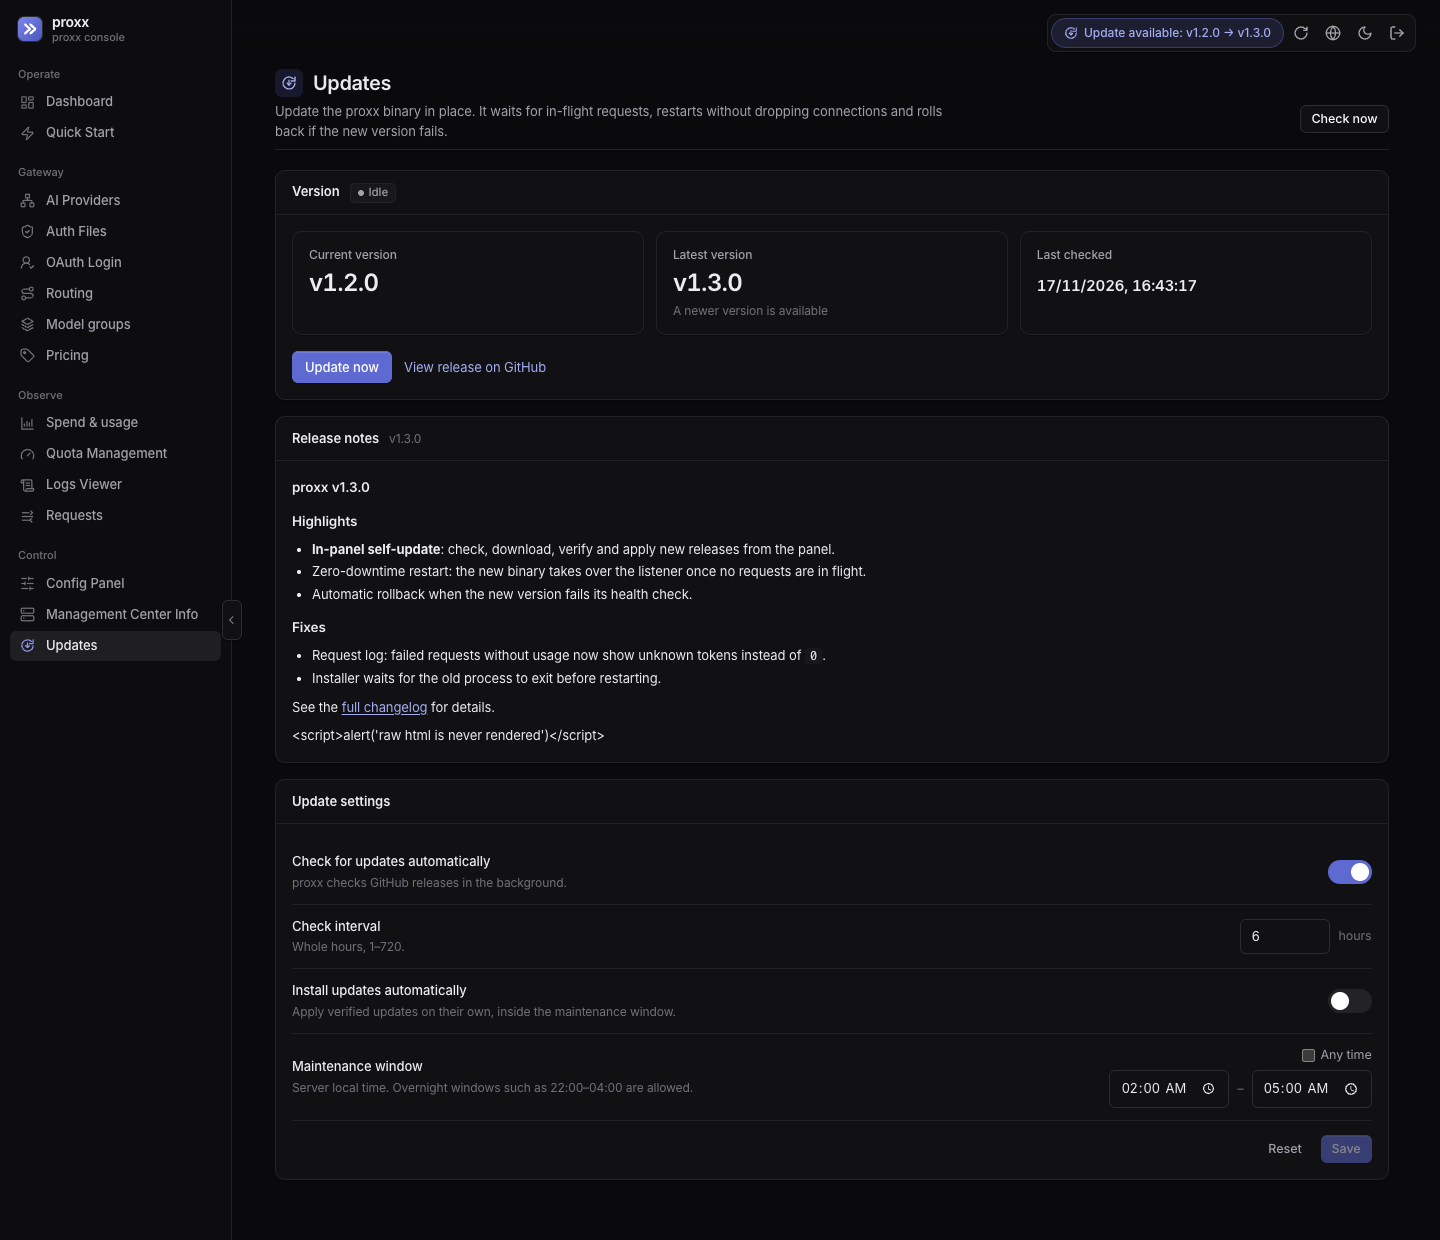 proxx
proxx console
Operate
Dashboard
Quick Start
Gateway
AI Providers
Auth Files
OAuth Login
Routing
Model groups
Pricing
Observe
Spend & usage
Quota Management
Logs Viewer
Requests
Control
Config Panel
Management Center Info
Updates
Update available: v1.2.0 → v1.3.0
Updates
Update the proxx binary in place. It waits for in-flight requests, restarts without dropping connections and rolls
back if the new version fails.
Check now
Version
Idle
Current version
v1.2.0
Latest version
v1.3.0
A newer version is available
Last checked
17/11/2026, 16:43:17
Update now
View release on GitHub
Release notes v1.3.0
proxx v1.3.0
Highlights
• In-panel self-update: check, download, verify and apply new releases from the panel.
• Zero-downtime restart: the new binary takes over the listener once no requests are in flight.
• Automatic rollback when the new version fails its health check.
Fixes
• Request log: failed requests without usage now show unknown tokens instead of 0.
• Installer waits for the old process to exit before restarting.
See the full changelog for details.
<script>alert('raw html is never rendered')</script>
Update settings
Check for updates automatically
proxx checks GitHub releases in the background.
Check interval
Whole hours, 1–720.
6 hours
Install updates automatically
Apply verified updates on their own, inside the maintenance window.
Maintenance window
Server local time. Overnight windows such as 22:00–04:00 are allowed.
Any time
02:00 AM – 05:00 AM
Reset
Save